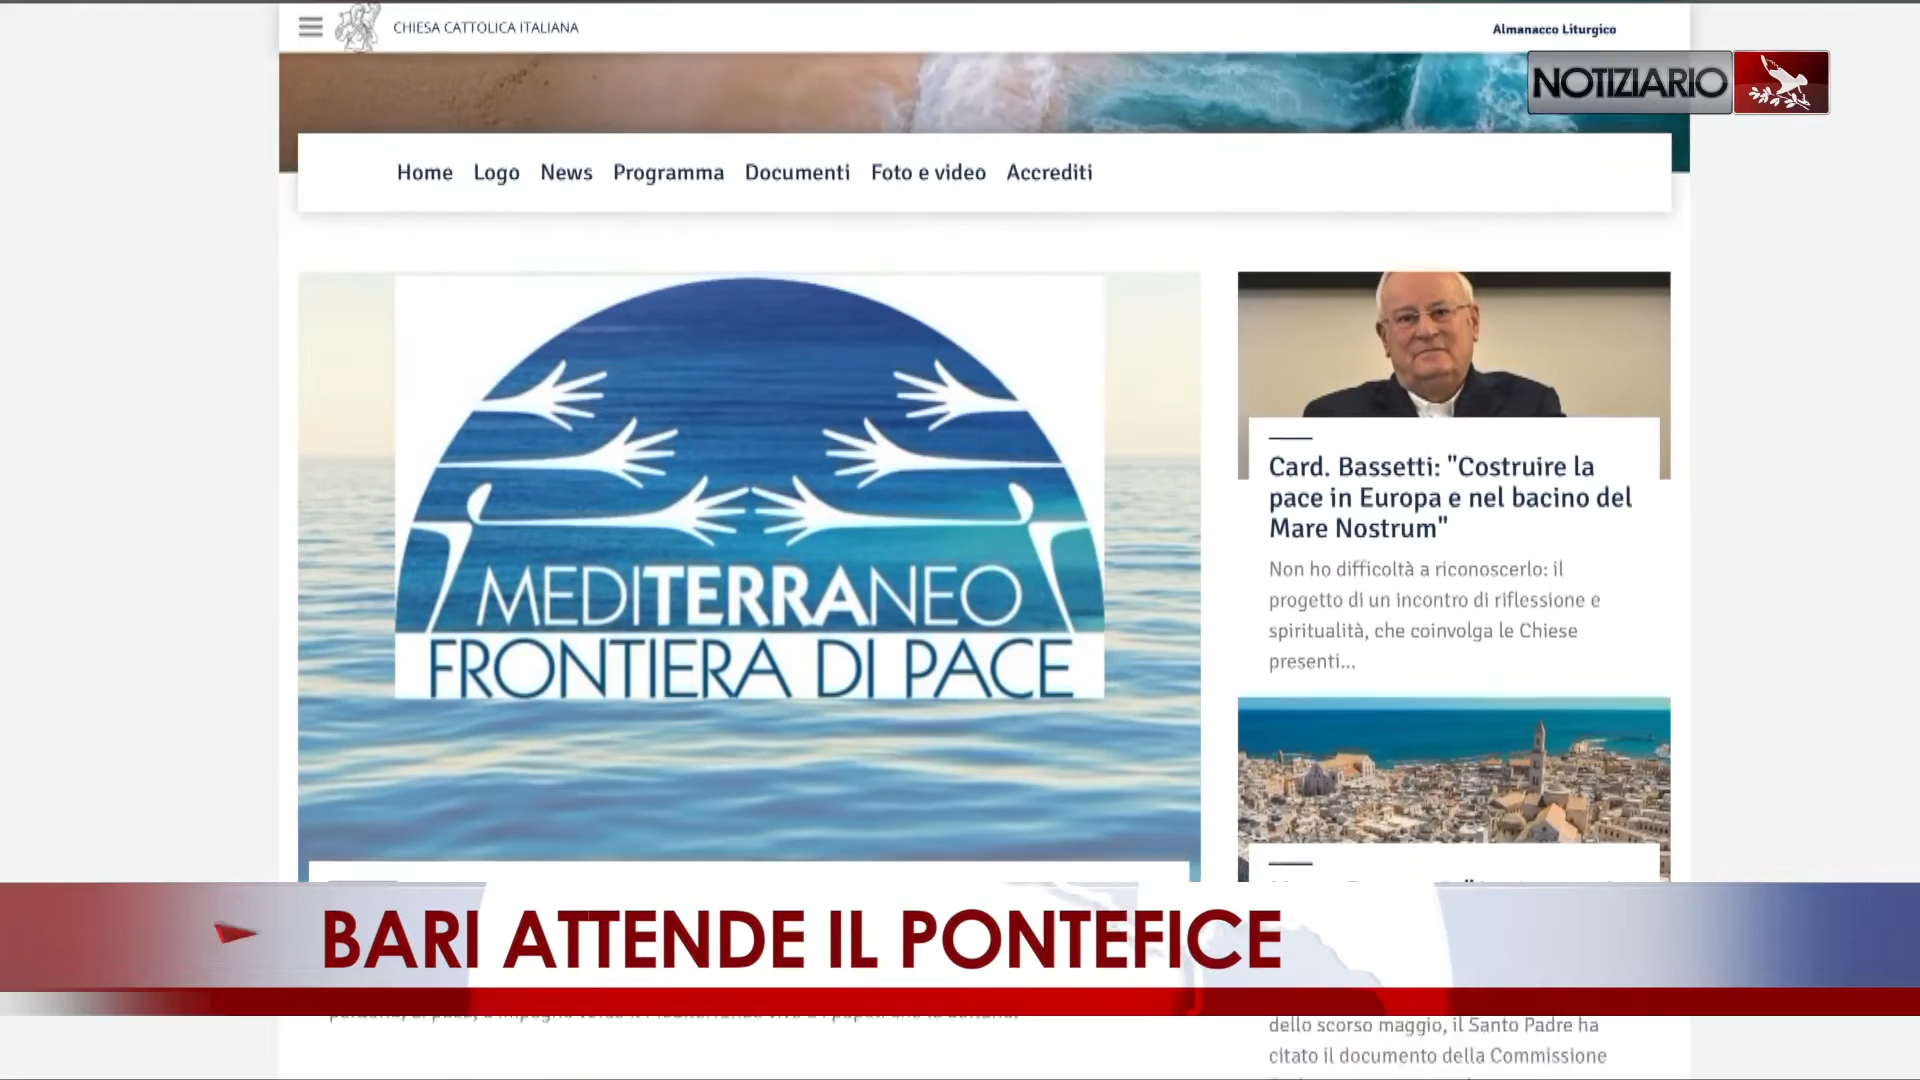 CHIESA CATTOLICA ITALIANA
Almanacco Liturgico
NOTIZIARIO
Home Logo News Programma Documenti Foto e video Accrediti
MEDITERRANEO
FRONTIERA DI PACE
Card. Bassetti: "Costruire la
pace in Europa e nel bacino del
Mare Nostrum"
Non ho difficoltà a riconoscerlo: il
progetto di un incontro di riflessione e
spiritualità, che coinvolga le Chiese
presenti...
BARI ATTENDE IL PONTEFICE
dello scorso maggio, il Santo Padre ha
citato il documento della Commissione